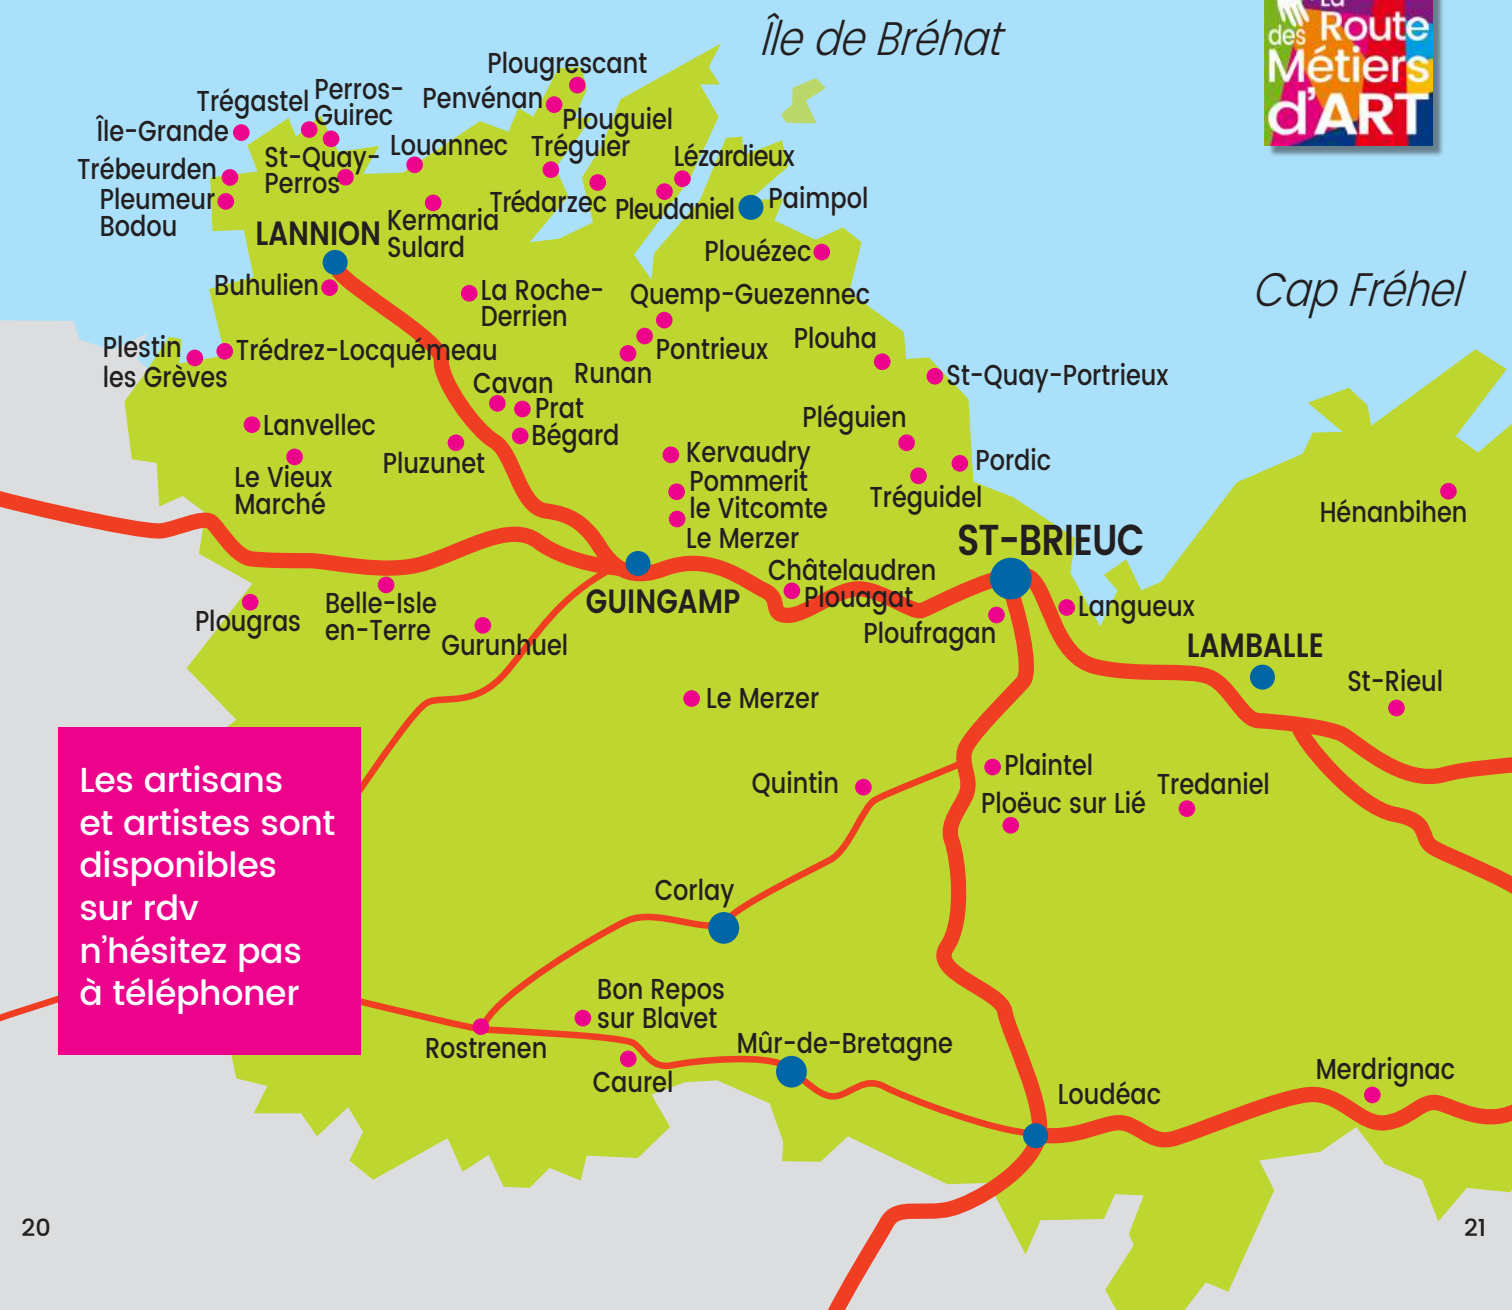 Île de Bréhat
La
des Route
Métiers
d'ART
Plougrescant
Perros-
Guirec
Trégastel
Penvénan
Plouguiel
Île-Grande
Louannec
Tréguier
St-Quay-
Perros
Lézardieux
Trébeurden
Pleumeur
Bodou
Kermaria
Sulard
Trédarzec
Pleudaniel
Paimpol
LANNION
Plouézec
Cap Fréhel
Buhulien
La Roche-
Derrien
Quemp-Guezennec
Plestin
les Grèves
Trédrez-Locquémeau
Pontrieux
Plouha
Runan
St-Quay-Portrieux
Cavan
Prat
Bégard
Lanvellec
Pléguien
Le Vieux
Marché
Pluzunet
Kervaudry
Pommerit
le Vitcomte
Le Merzer
Pordic
Tréguidel
Hénanbihen
ST-BRIEUC
Châtelaudren
Plouagat
GUINGAMP
Plougras
Belle-Isle
en-Terre
Gurunhuel
Langueux
Ploufragan
LAMBALLE
St-Rieul
Le Merzer
Quintin
Plaintel
Ploëuc sur Lié
Tredaniel
Les artisans
et artistes sont
disponibles
sur rdv
n'hésitez pas
à téléphoner
Corlay
Bon Repos
sur Blavet
Rostrenen
Caurel
Mûr-de-Bretagne
Loudéac
Merdrignac
20
21